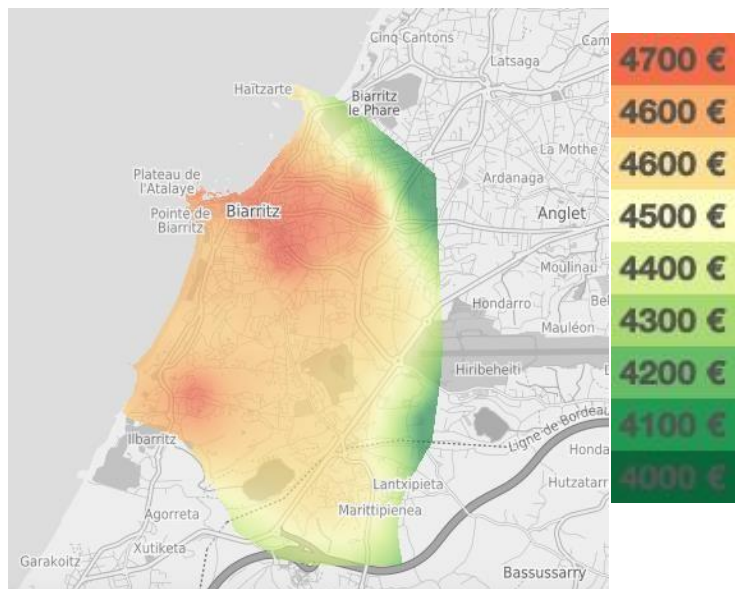 Cinq Cantons
Cam
Latsaga
Haïtzarte
Biarritz
le Phare
La Mothe
Plateau de
l'Atalaye
Ardanaga
Pointe de
Biarritz
Biarritz
Anglet
Moulinau
Hondarro
Bel
Mauléon
Hiribeheiti
L
Ilbarritz
Ligne de Bordeau
Honda
Lantxipieta
Hutzatarr
Marittipienea
Agorreta
Xutiketa
Garakoitz
Bassussarry
4700 €
4600 €
4600 €
4500 €
4400 €
4300 €
4200 €
4100 €
4000 €